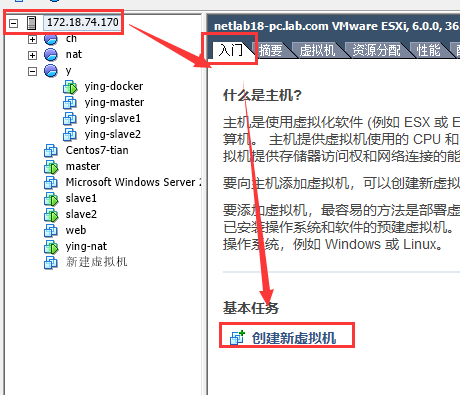 172.18.74.170
ch
nat
y
ying-docker
ying-master
ying-slave1
ying-slave2
Centos7-tian
master
Microsoft Windows Server 2
slave1
slave2
web
ying-nat
新建虚拟机
netlab18-pc.lab.com VMware ESXi, 6.0.0, 36
入门 摘要 虚拟机 资源分配 性能
什么是主机?
主机是使用虚拟化软件 (例如 ESX 或 E
算机。 主机提供虚拟机使用的 CPU 和
拟机提供存储器访问权和网络连接的能
要向主机添加虚拟机，可以创建新虚拟
要添加虚拟机，最容易的方法是部署虚
已安装操作系统和软件的预建虚拟机。
操作系统，例如 Windows 或 Linux。
基本任务
创建新虚拟机